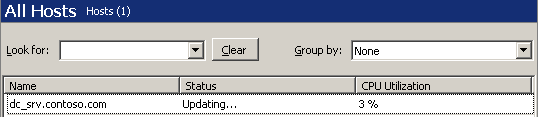 All Hosts Hosts (1)
Look for: Clear Group by: None
Name Status CPU Utilization
dc_srv.contoso.com Updating... 3 %